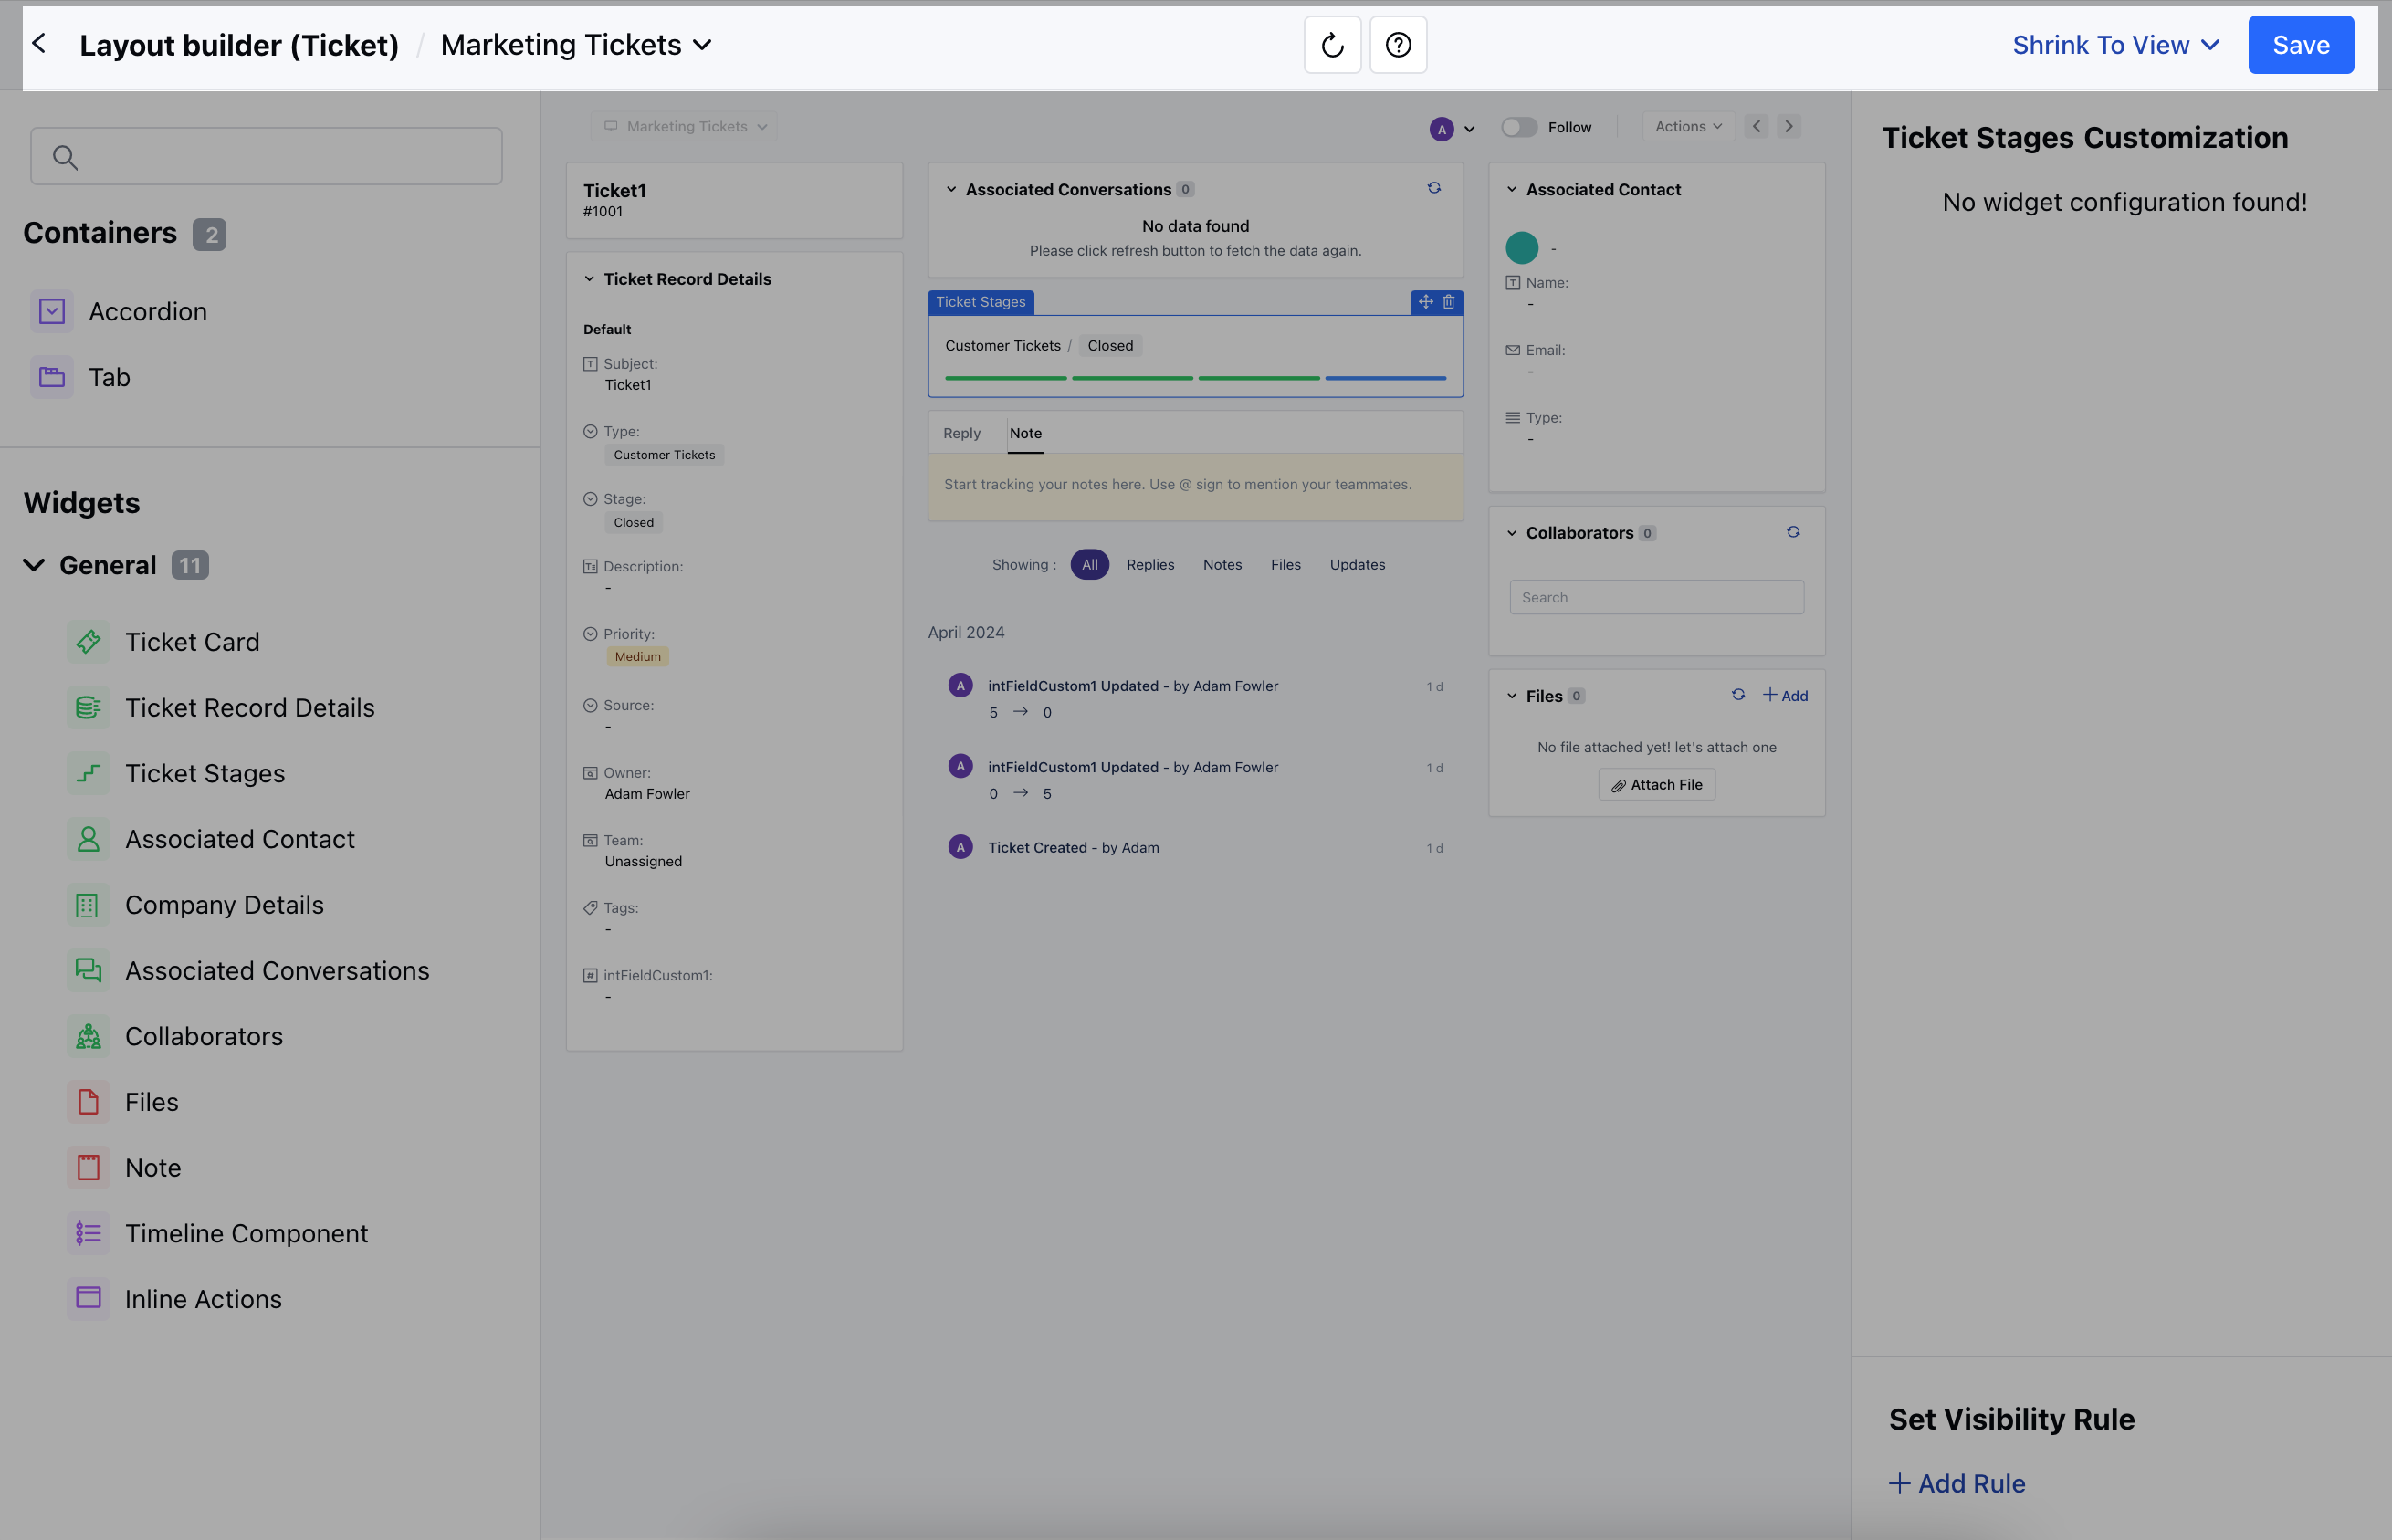 Layout builder (Ticket) / Marketing Tickets
Shrink To View
Save
Containers 2
Accordion
Tab
Widgets
General 11
Ticket Card
Ticket Record Details
Ticket Stages
Associated Contact
Company Details
Associated Conversations
Collaborators
Files
Note
Timeline Component
Inline Actions
Marketing Tickets
A
Follow
Actions
Ticket1
#1001
Ticket Record Details
Default
Subject:
Ticket1
Type:
Customer Tickets
Stage:
Closed
Description:
-
Priority:
Medium
Source:
-
Owner:
Adam Fowler
Team:
Unassigned
Tags:
-
intFieldCustom1:
-
Associated Conversations 0
No data found
Please click refresh button to fetch the data again.
Ticket Stages
Customer Tickets / Closed
Reply Note
Start tracking your notes here. Use @ sign to mention your teammates.
Showing : All Replies Notes Files Updates
April 2024
A intFieldCustom1 Updated - by Adam Fowler 1 d
5 → 0
A intFieldCustom1 Updated - by Adam Fowler 1 d
0 → 5
A Ticket Created - by Adam 1 d
Associated Contact
-
Name:
-
Email:
-
Type:
-
Collaborators 0
Search
Files 0
+ Add
No file attached yet! let's attach one
Attach File
Ticket Stages Customization
No widget configuration found!
Set Visibility Rule
+ Add Rule